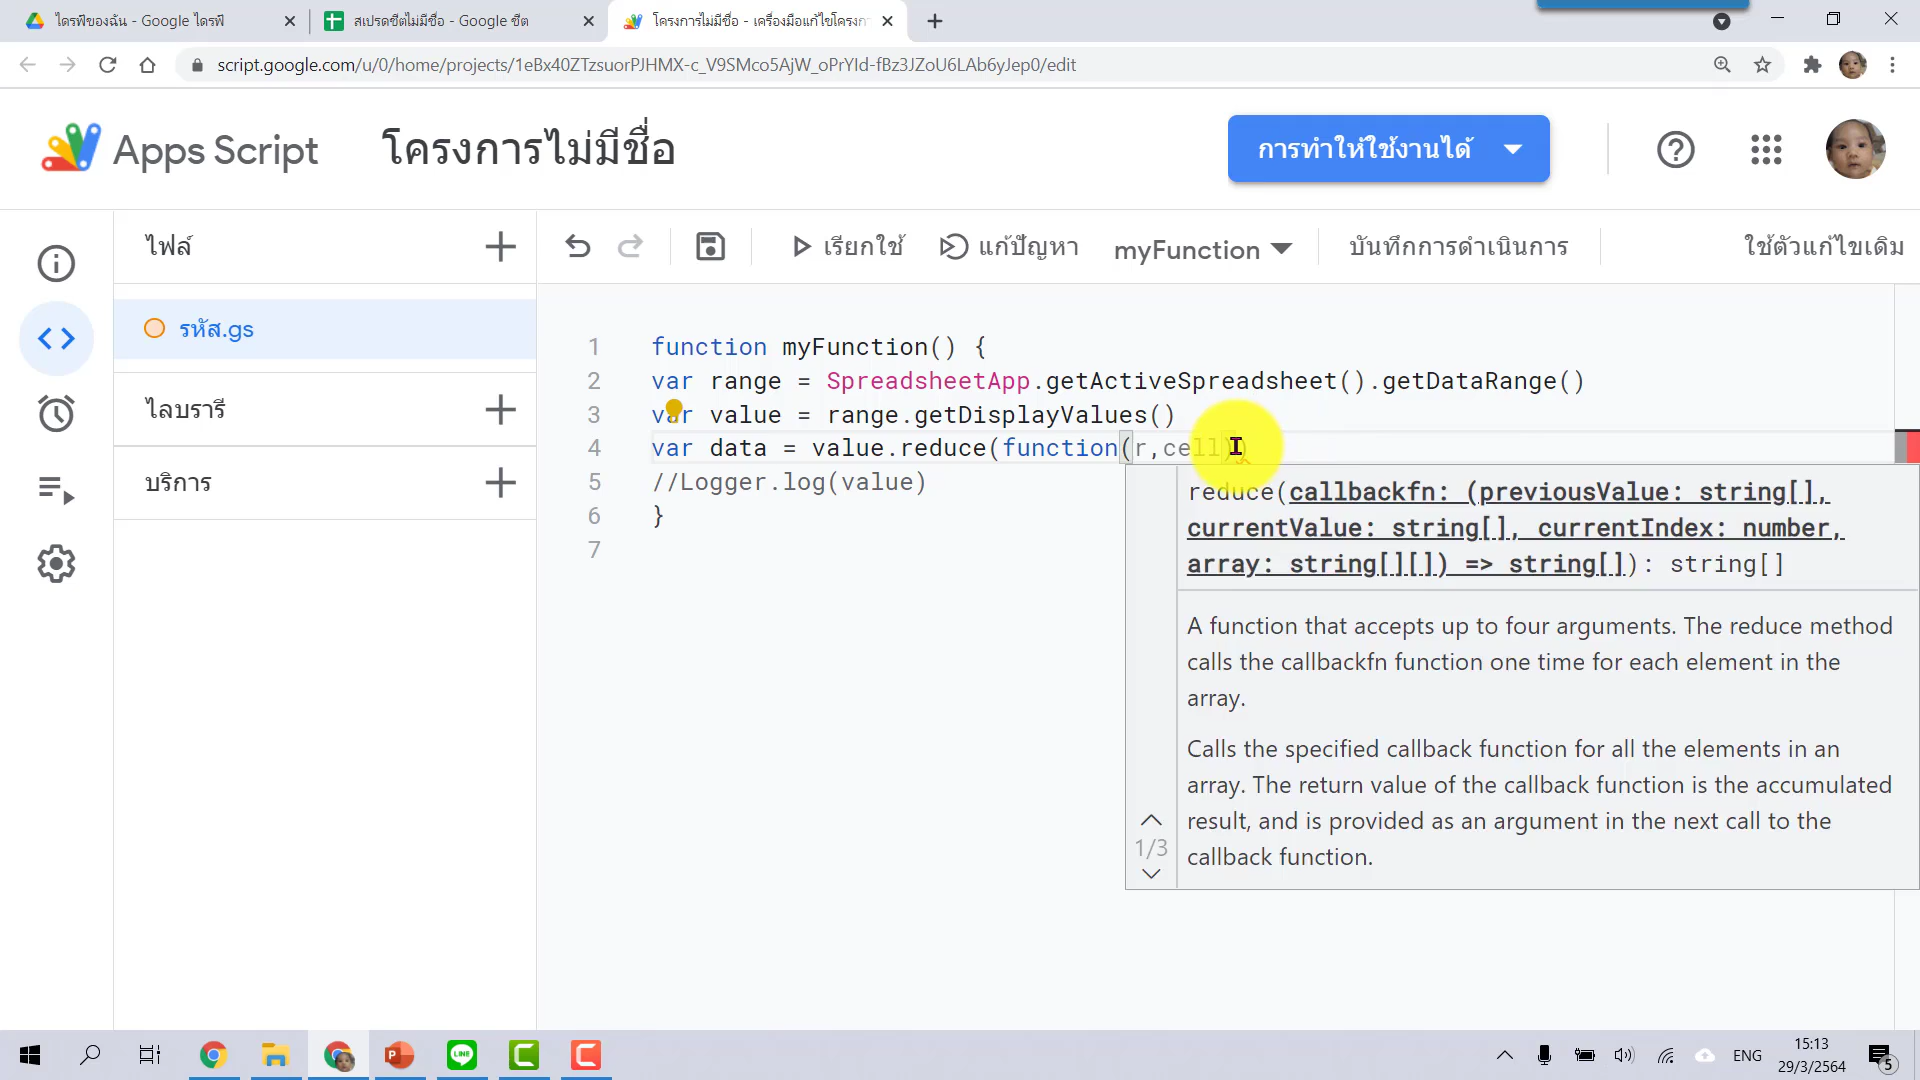 ไดรฟ์ของฉัน - Google ไดรฟ์
สเปรดชีตไม่มีชื่อ - Google ชีต
โครงการไม่มีชื่อ - เครื่องมือแก้ไขโครงกา
script.google.com/u/0/home/projects/1eBx40ZTzsuorPJHMX-c_V9SMco5AjW_oPrYId-fBz3JZoU6LAb6yJep0/edit
Apps Script
โครงการไม่มีชื่อ
การทำให้ใช้งานได้
ไฟล์
เรียกใช้
แก้ปัญหา
myFunction
บันทึกการดำเนินการ
ใช้ตัวแก้ไขเดิม
รหัส.gs
ไลบรารี
บริการ
1 function myFunction() {
2 var range = SpreadsheetApp.getActiveSpreadsheet().getDataRange()
3 var value = range.getDisplayValues()
4 var data = value.reduce(function(r,cell))
5 //Logger.log(value)
6 }
7
reduce(callbackfn: (previousValue: string[],
currentValue: string[], currentIndex: number,
array: string[][]) => string[]): string[]
A function that accepts up to four arguments. The reduce method
calls the callbackfn function one time for each element in the
array.
Calls the specified callback function for all the elements in an
array. The return value of the callback function is the accumulated
result, and is provided as an argument in the next call to the
callback function.
1/3
ENG
15:13
29/3/2564
5